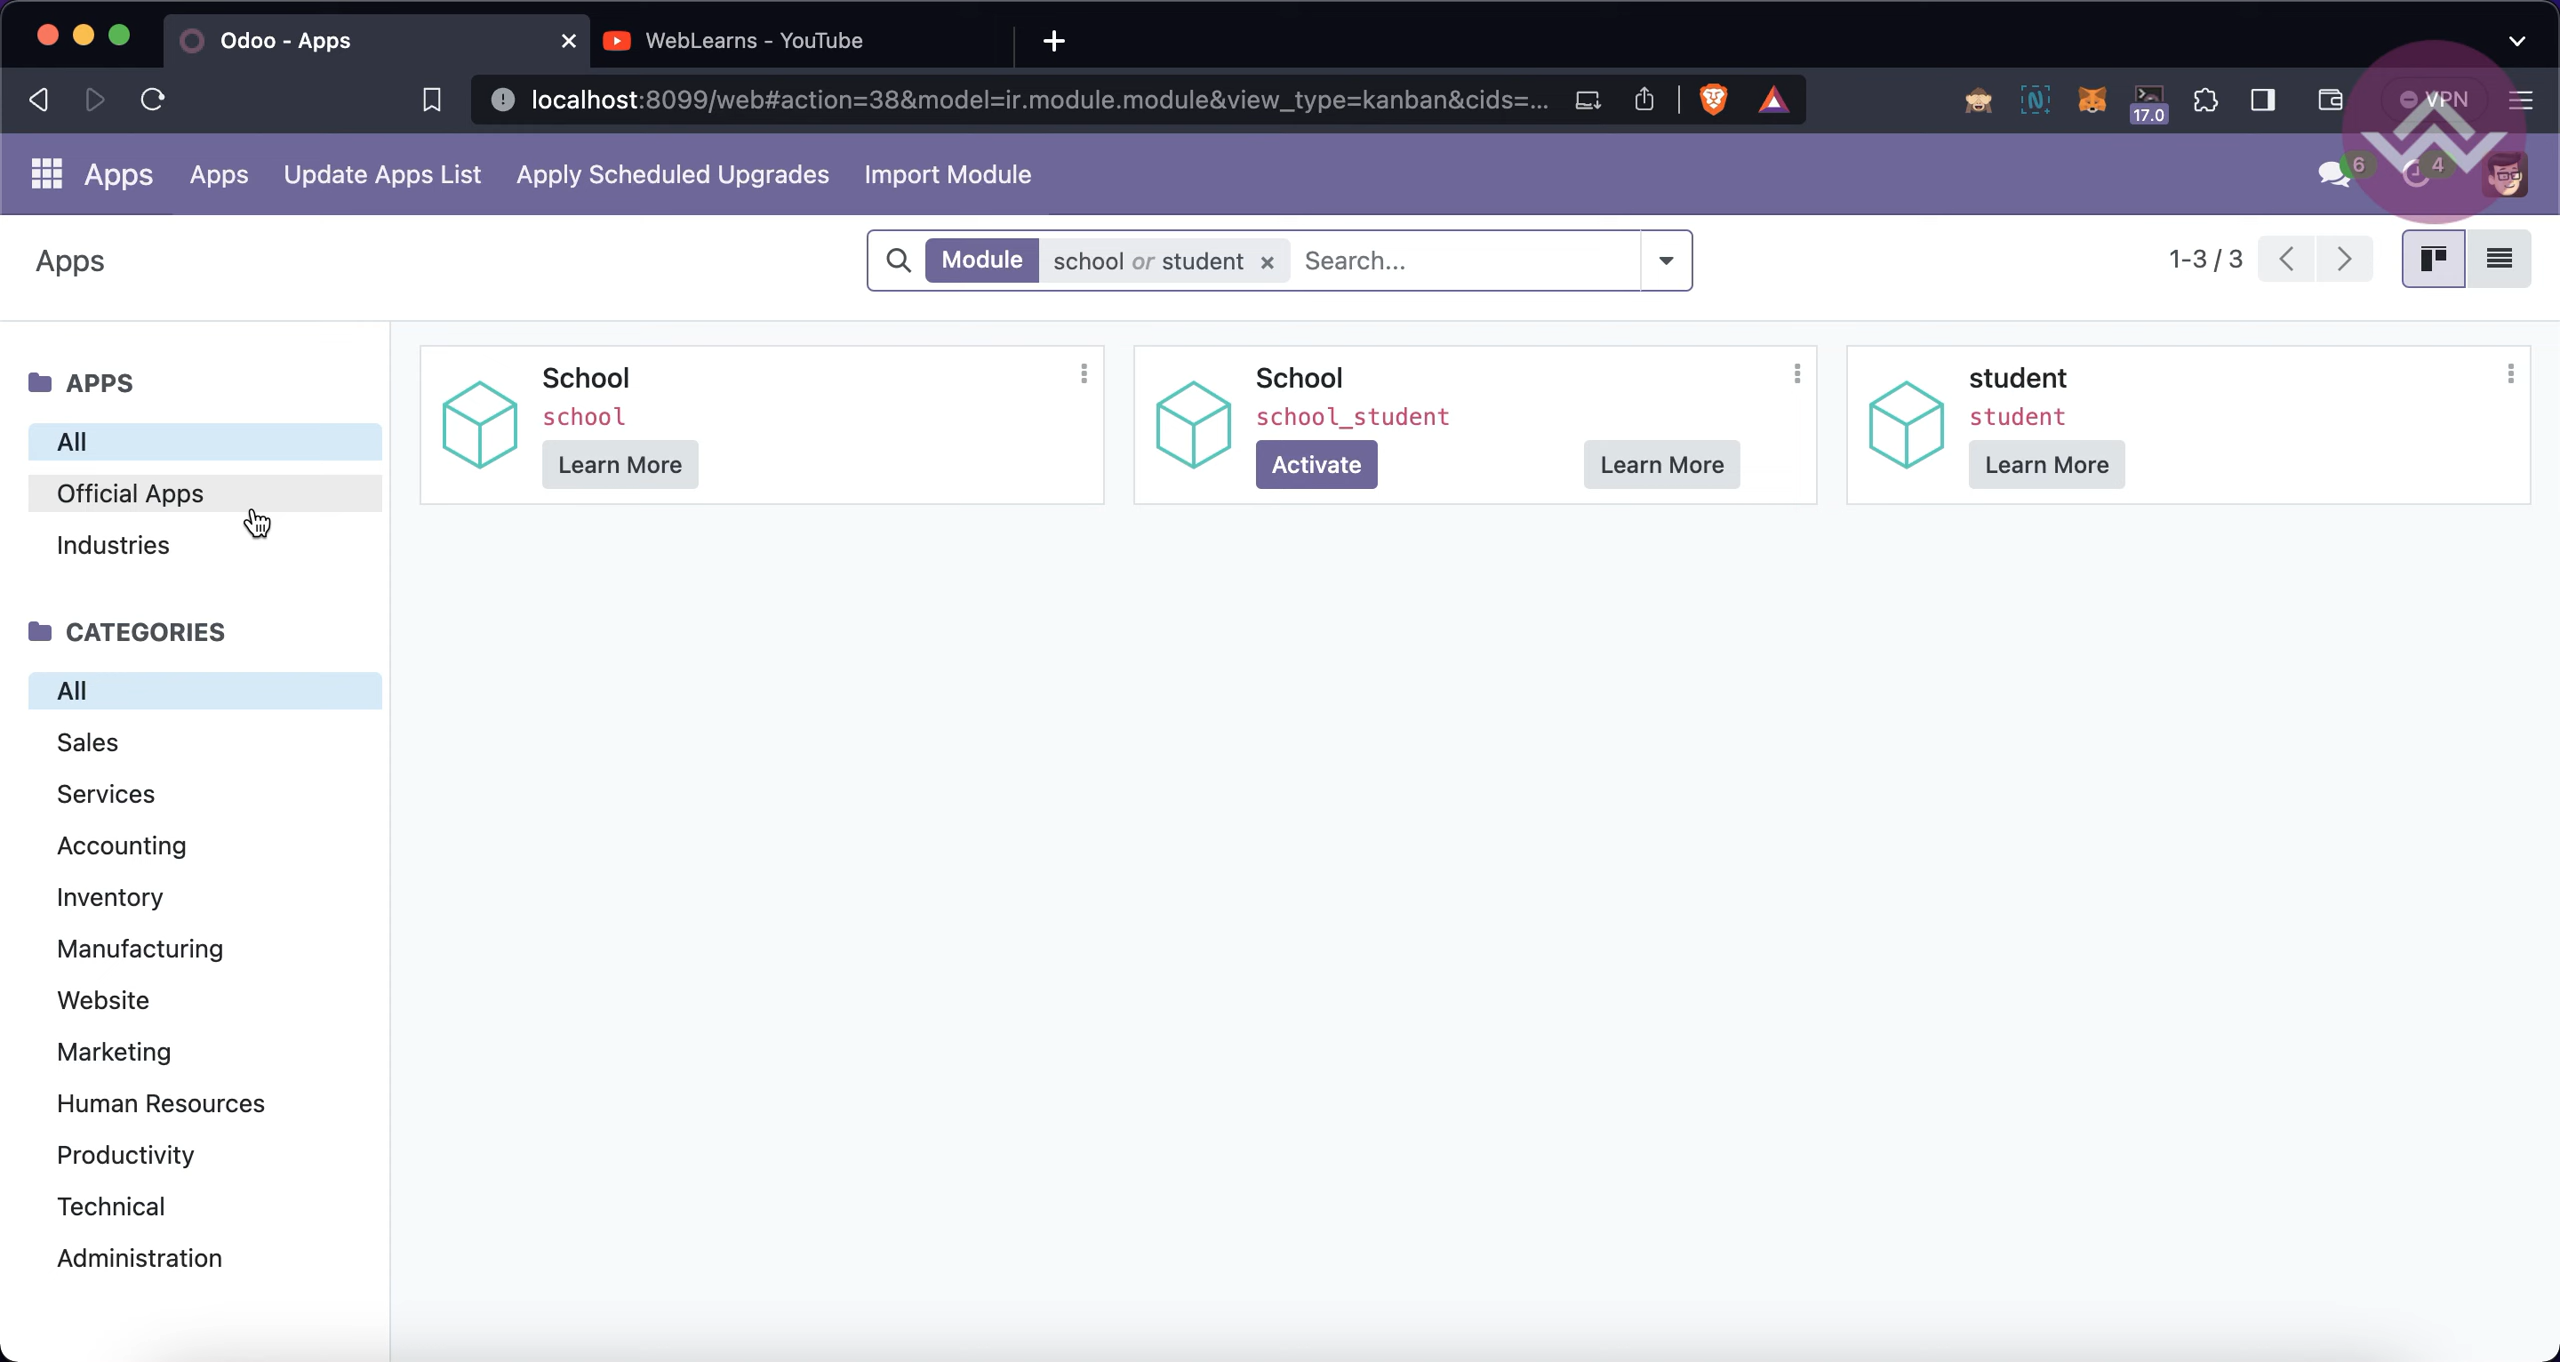 Odoo - Apps
WebLearns - YouTube
localhost:8099/web#action=38&model=ir.module.module&view_type=kanban&cids=...
17.0
VPN
Apps
Apps
Update Apps List
Apply Scheduled Upgrades
Import Module
6
4
Apps
Module
school or student
Search...
1-3 / 3
APPS
All
Official Apps
Industries
CATEGORIES
All
Sales
Services
Accounting
Inventory
Manufacturing
Website
Marketing
Human Resources
Productivity
Technical
Administration
School
school
Learn More
School
school_student
Activate
Learn More
student
student
Learn More